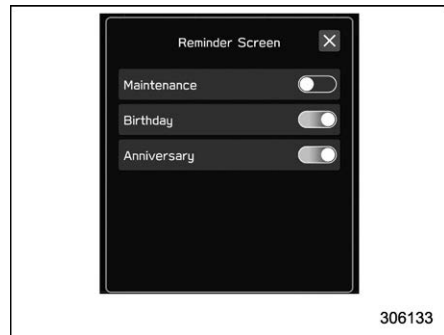 Reminder Screen
Maintenance
Birthday
Anniversary
306133